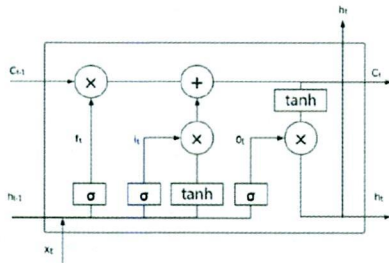 hₜ
Cₜ₋₁ × + Cₜ
tanh
fₜ iₜ × oₜ ×
hₜ₋₁ σ σ tanh σ hₜ
xₜ